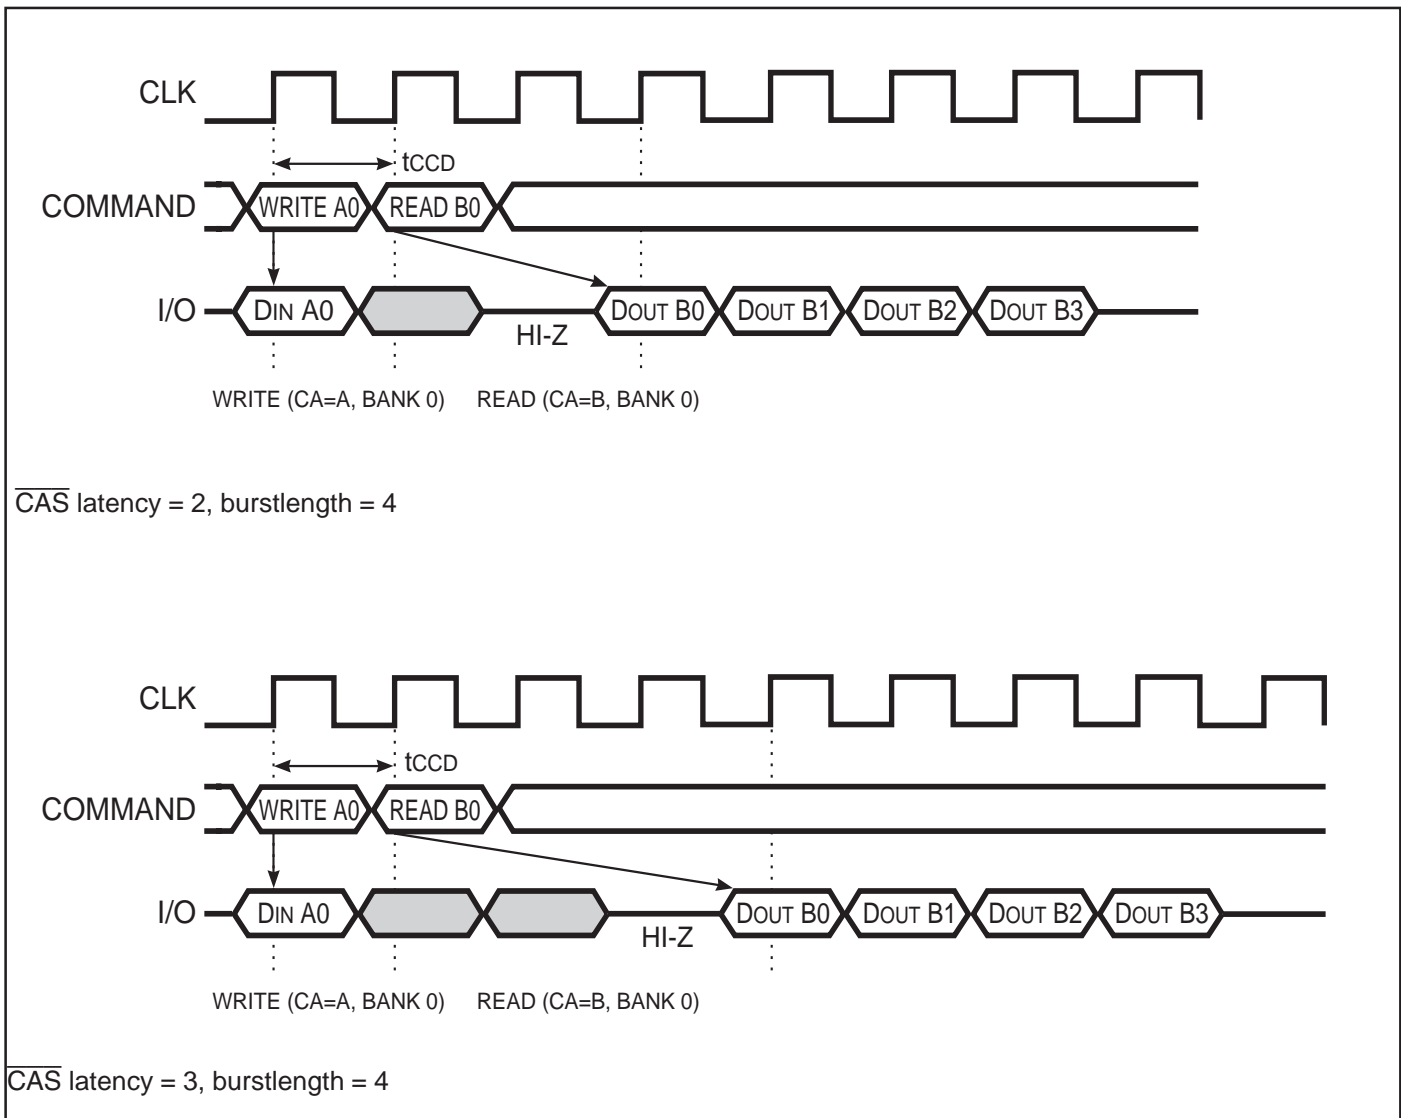 CLK
tCCD
COMMAND WRITE A0 READ B0
I/O DIN A0 DOUT B0 DOUT B1 DOUT B2 DOUT B3
HI-Z
WRITE (CA=A, BANK 0) READ (CA=B, BANK 0)
C̅A̅S̅ latency = 2, burstlength = 4
CLK
tCCD
COMMAND WRITE A0 READ B0
I/O DIN A0 DOUT B0 DOUT B1 DOUT B2 DOUT B3
HI-Z
WRITE (CA=A, BANK 0) READ (CA=B, BANK 0)
C̅A̅S̅ latency = 3, burstlength = 4